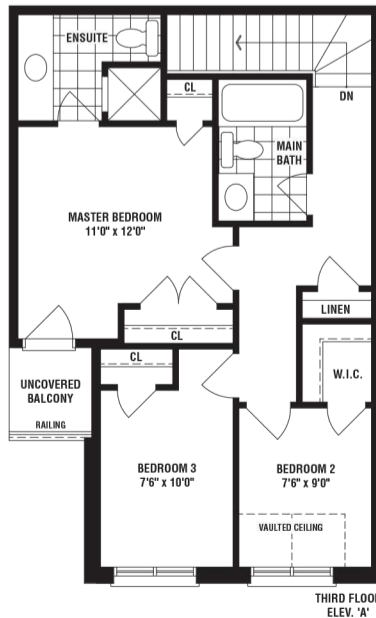 ENSUITE
CL
DN
MAIN
BATH
MASTER BEDROOM
11'0" x 12'0"
LINEN
CL
CL
W.I.C.
UNCOVERED
BALCONY
RAILING
BEDROOM 3
7'6" x 10'0"
BEDROOM 2
7'6" x 9'0"
VAULTED CEILING
THIRD FLOO
ELEV. 'A'